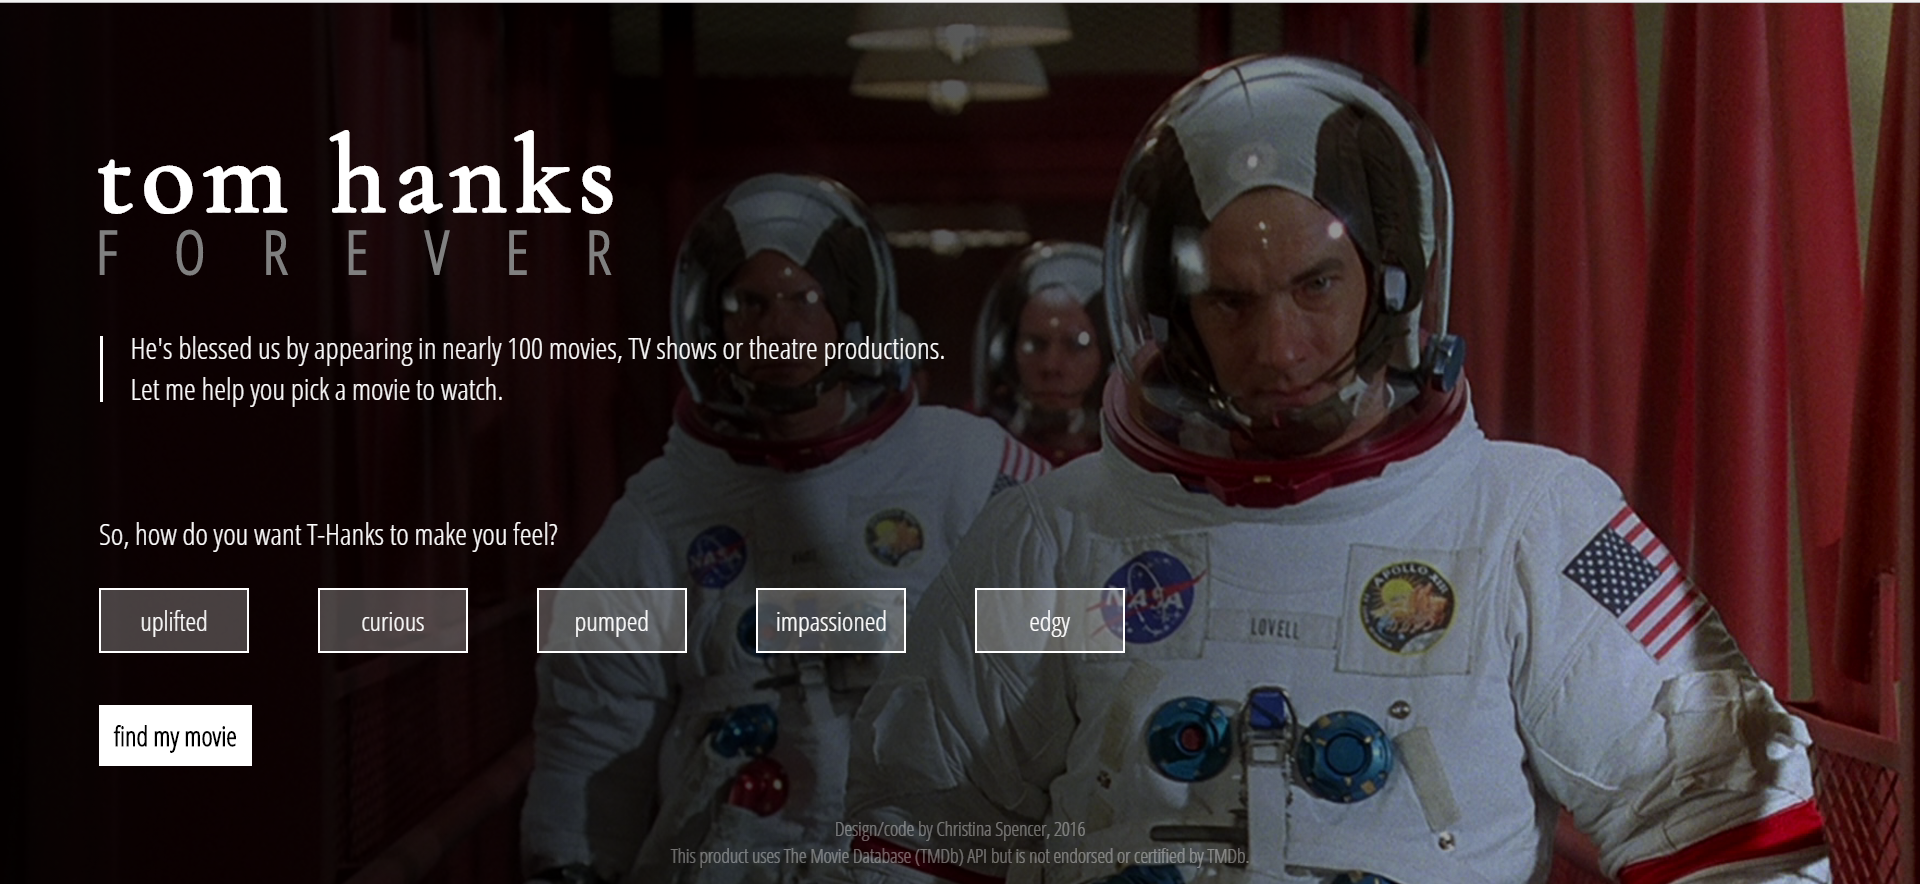 tom hanks
FOREVER
He's blessed us by appearing in nearly 100 movies, TV shows or theatre productions.
Let me help you pick a movie to watch.
So, how do you want T-Hanks to make you feel?
uplifted
curious
pumped
impassioned
edgy
NASA
NASA
APOLLO XIII
LOVELL
find my movie
Design/code by Christina Spencer, 2016
This product uses The Movie Database (TMDb) API but is not endorsed or certified by TMDb.